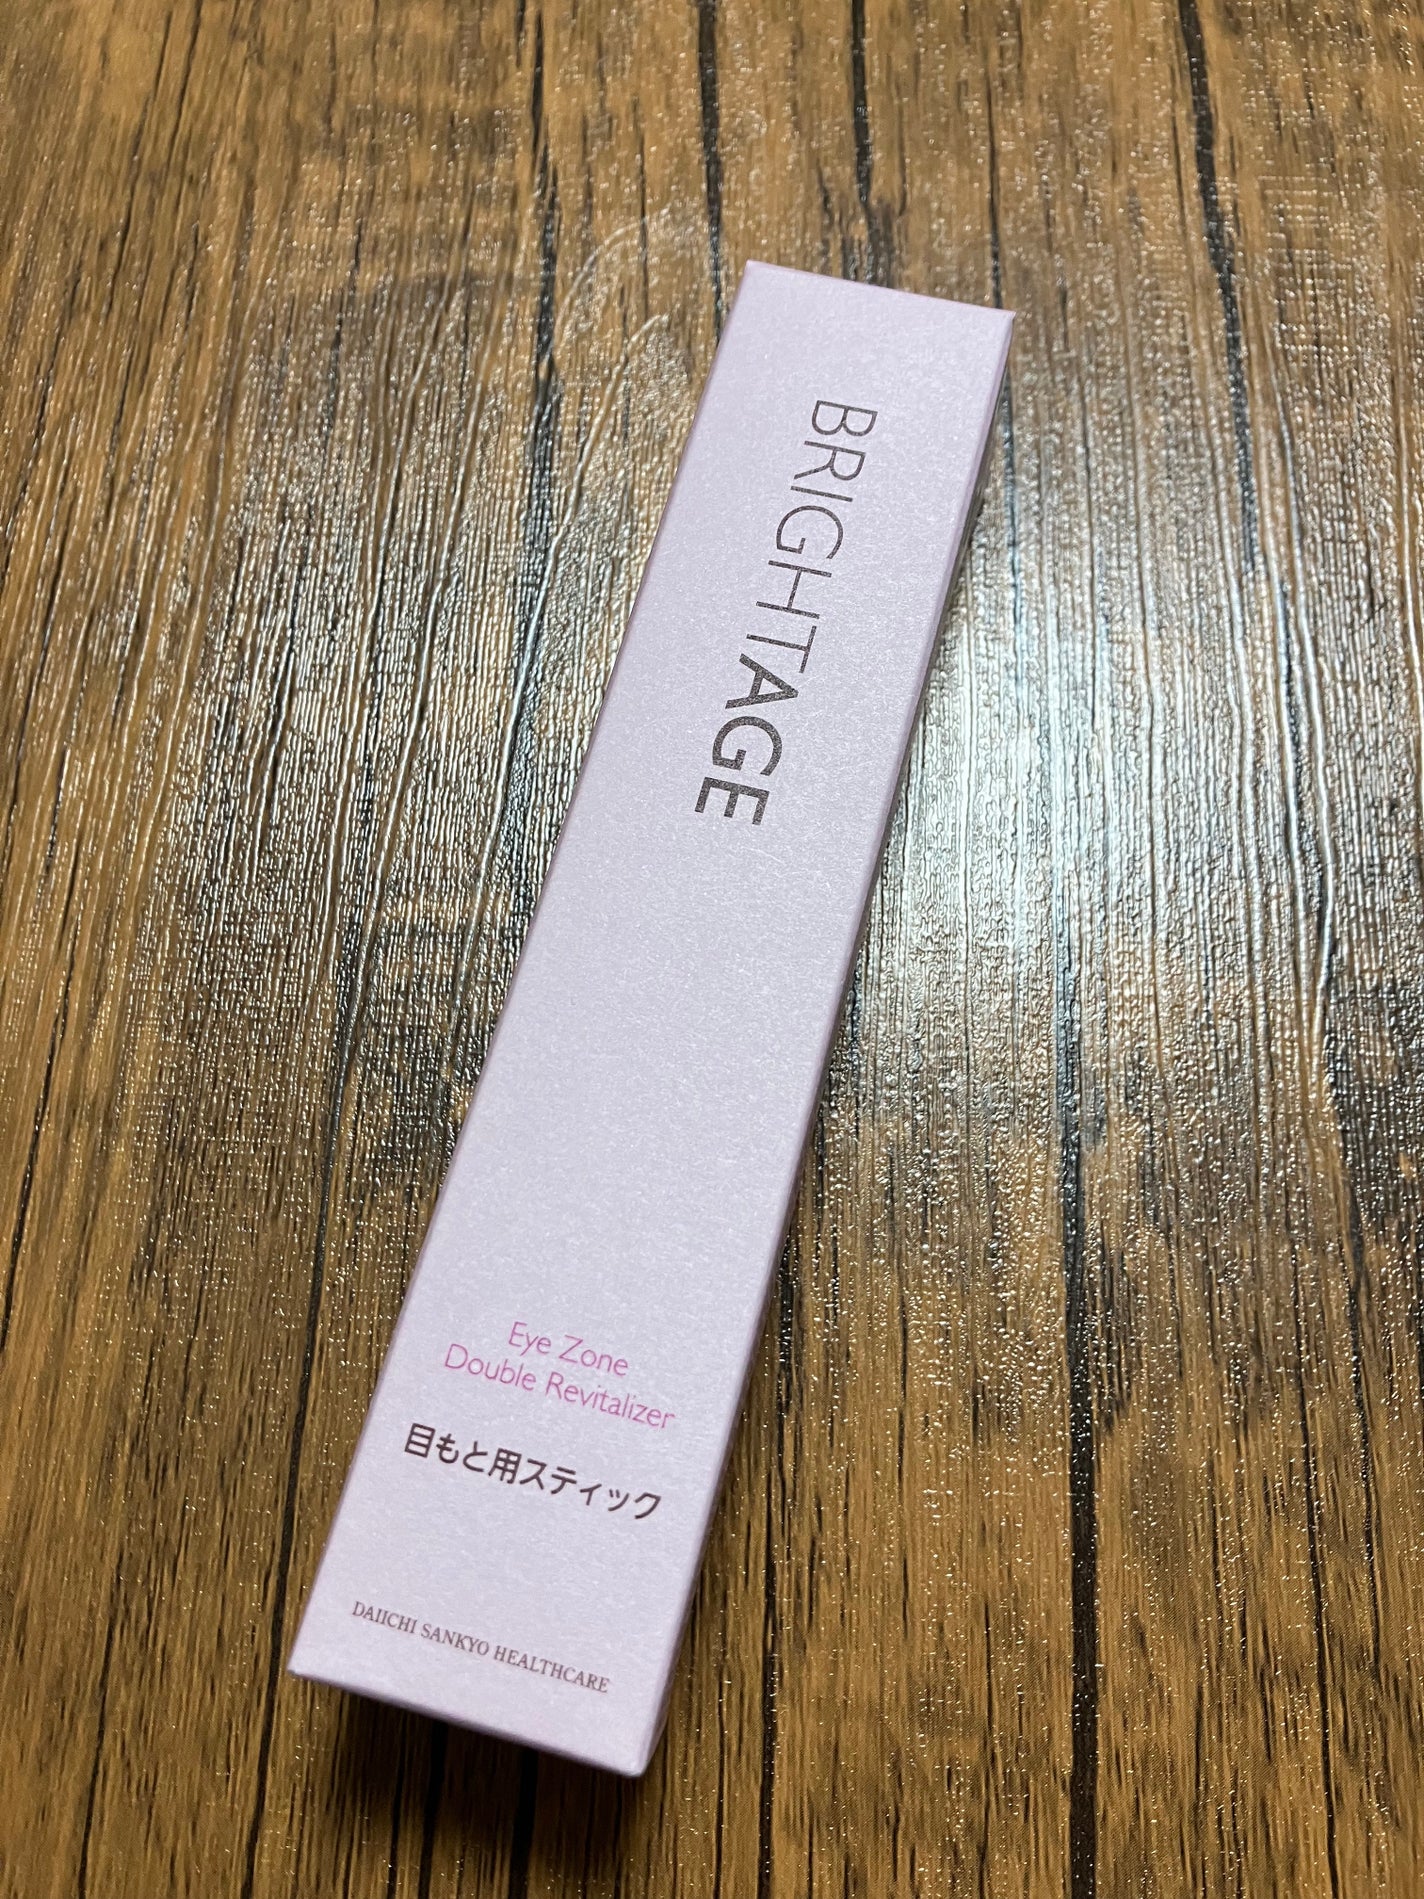 BRIGHTAGE
Eye Zone
Double Revitalizer
目もと用スティック
DAIICHI SANKYO HEALTHCARE